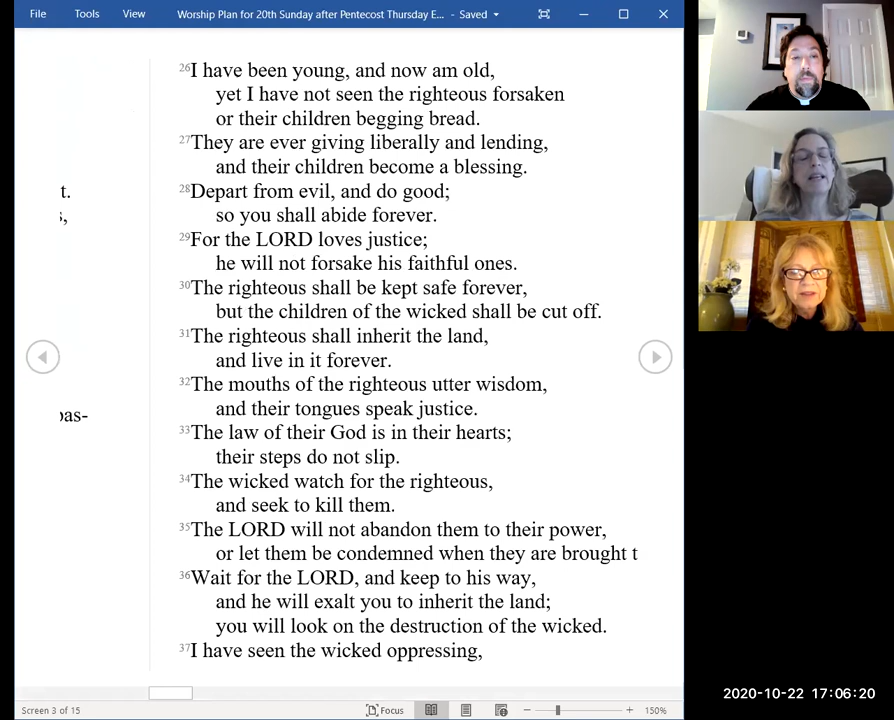 File Tools View Worship Plan for 20th Sunday after Pentecost Thursday E... - Saved
26I have been young, and now am old,
yet I have not seen the righteous forsaken
or their children begging bread.
27They are ever giving liberally and lending,
and their children become a blessing.
t.
28Depart from evil, and do good;
s,
so you shall abide forever.
29For the LORD loves justice;
he will not forsake his faithful ones.
30The righteous shall be kept safe forever,
but the children of the wicked shall be cut off.
31The righteous shall inherit the land,
and live in it forever.
32The mouths of the righteous utter wisdom,
and their tongues speak justice.
pas-
33The law of their God is in their hearts;
their steps do not slip.
34The wicked watch for the righteous,
and seek to kill them.
35The LORD will not abandon them to their power,
or let them be condemned when they are brought t
36Wait for the LORD, and keep to his way,
and he will exalt you to inherit the land;
you will look on the destruction of the wicked.
37I have seen the wicked oppressing,
2020-10-22 17:06:20
Screen 3 of 15 Focus 150%